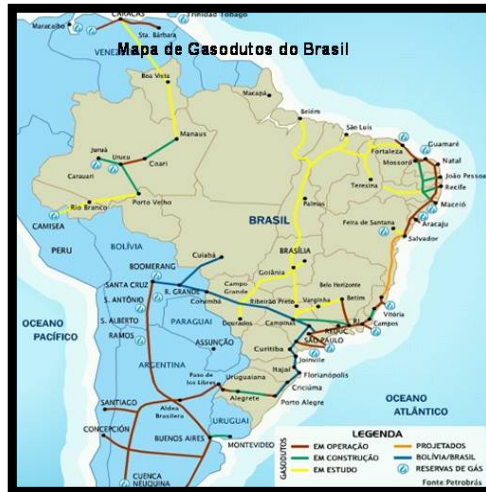 Mapa de Gasodutos do Brasil
CARACAS
Trinidad Tobago
Maracaibo
Sta. Bárbara
VENEZ
Boa Vista
Macapá
Belém
São Luís
Manaus
Fortaleza
Guamaré
Mossoró
Natal
Juruá
Urucu
Coari
Carauari
Teresina
João Pessoa
Recife
Maceió
Porto Velho
Rio Branco
Palmas
Aracaju
CAMISEA
BRASIL
Feira de Santana
Salvador
PERU
BOLÍVIA
Cuiabá
BRASÍLIA
BOOMERANG
Goiânia
SANTA CRUZ
R. GRANDE
Campo
Grande
Belo Horizonte
S. ANTÔNIO
Corumbá
Ribeirão Preto
Varginha
Betim
Vitória
OCEANO
PACÍFICO
S. ALBERTO
PARAGUAI
Dourados
Campinas
RJ
Campos
REDUC
SÃO PAULO
RAMOS
ASSUNÇÃO
Curitiba
Joinvile
ARGENTINA
Itajaí
Florianópolis
Paso de
los Libres
Uruguaiana
Criciúma
SANTIAGO
Aldea
Brasilera
Alegrete
Porto Alegre
OCEANO
ATLÂNTICO
CONCEPCIÓN
URUGUAI
BUENOS AIRES
MONTEVIDEO
CUENCA
NEUQUINA
LEGENDA
GASODUTOS
EM OPERAÇÃO
PROJETADOS
EM CONSTRUÇÃO
BOLÍVIA/BRASIL
EM ESTUDO
RESERVAS DE GÁS
Fonte Petrobrás